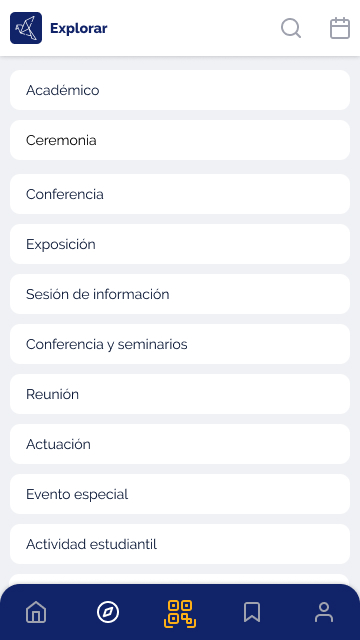 Explorar
Académico
Ceremonia
Conferencia
Exposición
Sesión de información
Conferencia y seminarios
Reunión
Actuación
Evento especial
Actividad estudiantil